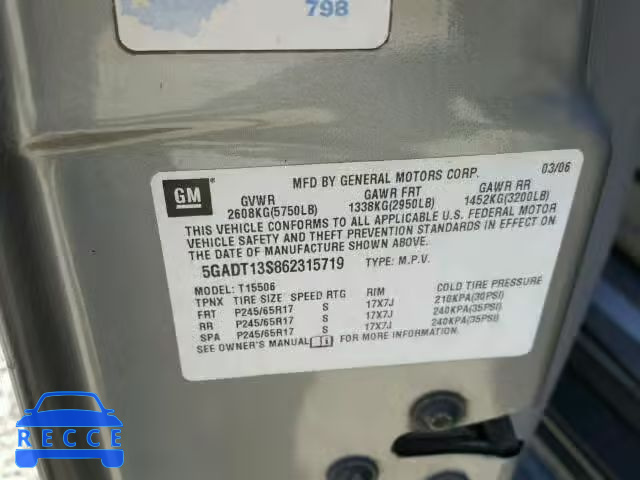 798
GM
MFD BY GENERAL MOTORS CORP. 03/06
GVWR GAWR FRT GAWR RR
2608KG(5750LB) 1338KG(2950LB) 1452KG(3200LB)
THIS VEHICLE CONFORMS TO ALL APPLICABLE U.S. FEDERAL MOTOR
VEHICLE SAFETY AND THEFT PREVENTION STANDARDS IN EFFECT ON
THE DATE OF MANUFACTURE SHOWN ABOVE.
5GADT13S862315719 TYPE: M.P.V.
MODEL: T15506
TPNX TIRE SIZE SPEED RTG RIM COLD TIRE PRESSURE
FRT P245/65R17 S 17X7J 210KPA(30PSI)
RR P245/65R17 S 17X7J 240KPA(35PSI)
SPA P245/65R17 S 17X7J 240KPA(35PSI)
SEE OWNER'S MANUAL FOR MORE INFORMATION.
RECCE